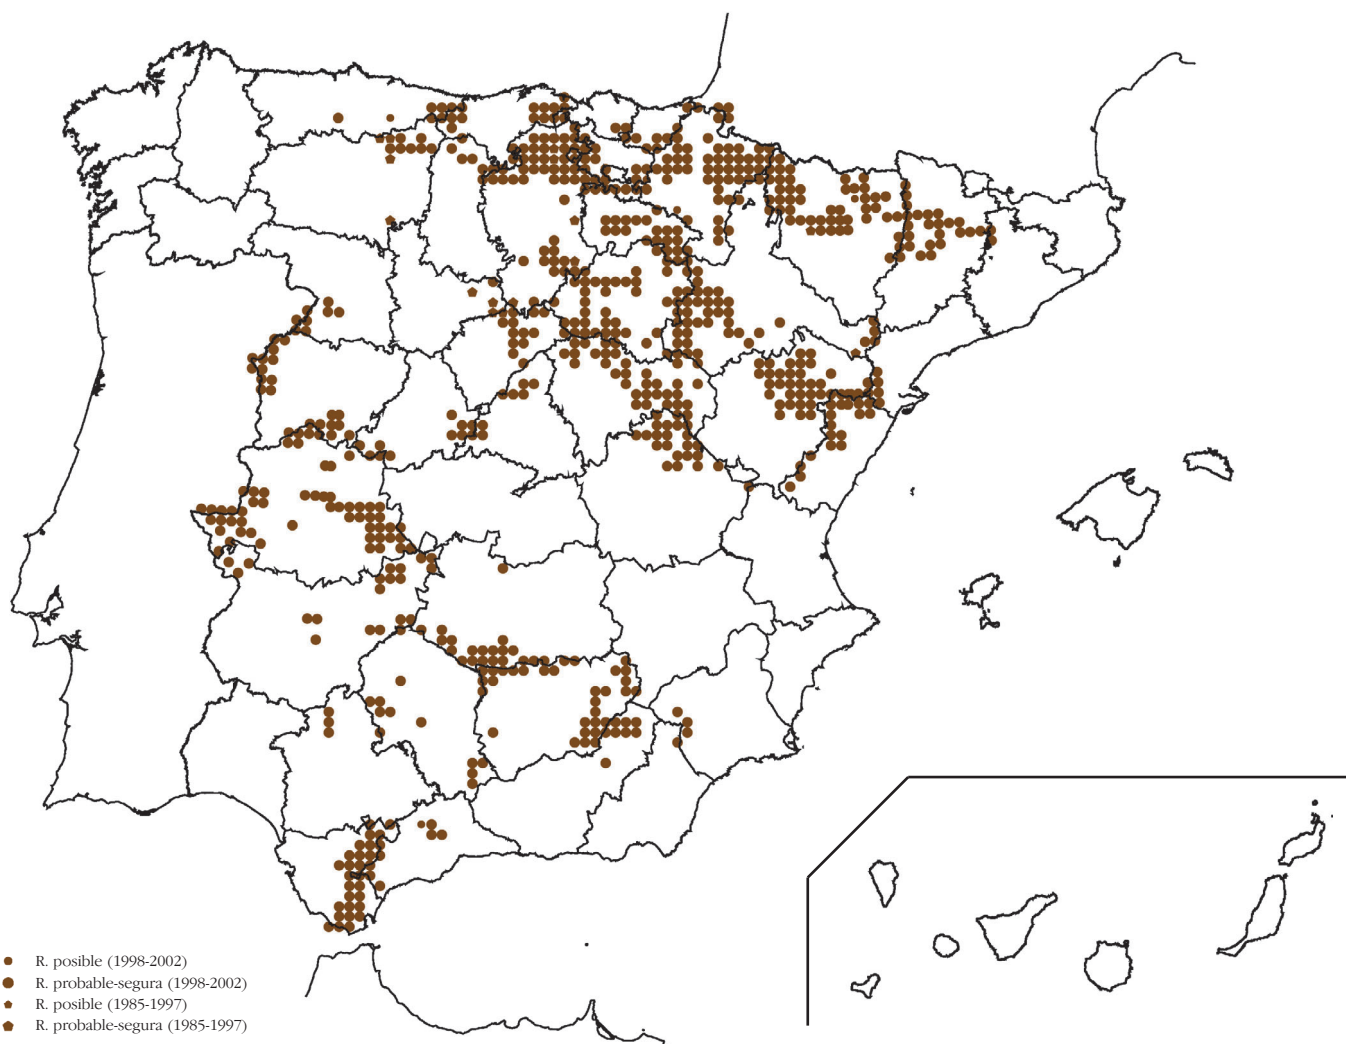 R. posible (1998-2002)
R. probable-segura (1998-2002)
R. posible (1985-1997)
R. probable-segura (1985-1997)